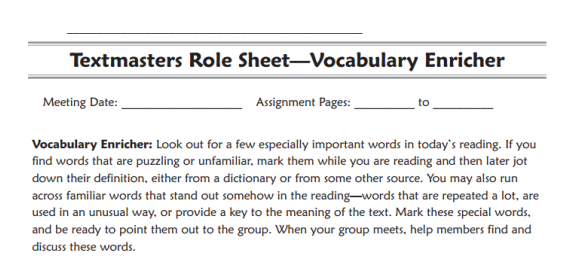 Textmasters Role Sheet—Vocabulary Enricher
Meeting Date: ____________________ Assignment Pages: __________ to __________
Vocabulary Enricher: Look out for a few especially important words in today's reading. If you
find words that are puzzling or unfamiliar, mark them while you are reading and then later jot
down their definition, either from a dictionary or from some other source. You may also run
across familiar words that stand out somehow in the reading—words that are repeated a lot, are
used in an unusual way, or provide a key to the meaning of the text. Mark these special words,
and be ready to point them out to the group. When your group meets, help members find and
discuss these words.